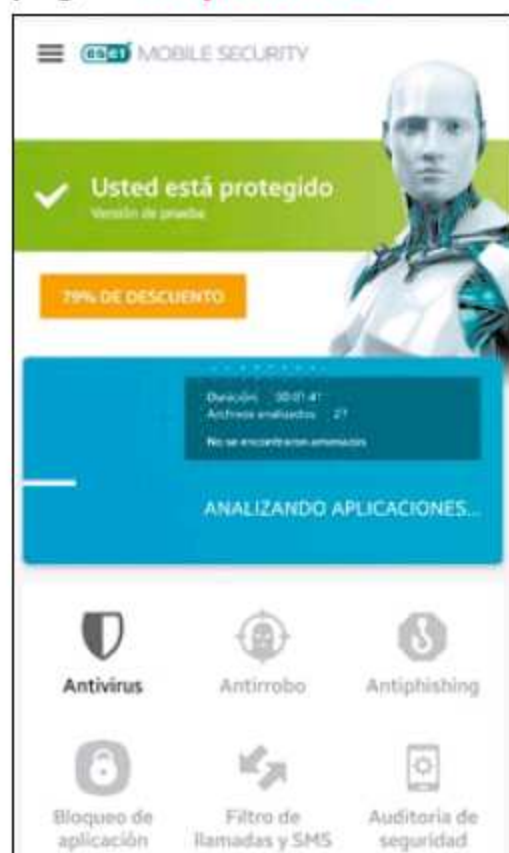 eset MOBILE SECURITY
Usted está protegido
Versión de prueba
79% DE DESCUENTO
Duración: 00:01:41
Archivos analizados 27
No se encontraron amenazas
ANALIZANDO APLICACIONES...
Antivirus
Antirrobo
Antiphishing
Bloqueo de
aplicación
Filtro de
llamadas y SMS
Auditoría de
seguridad